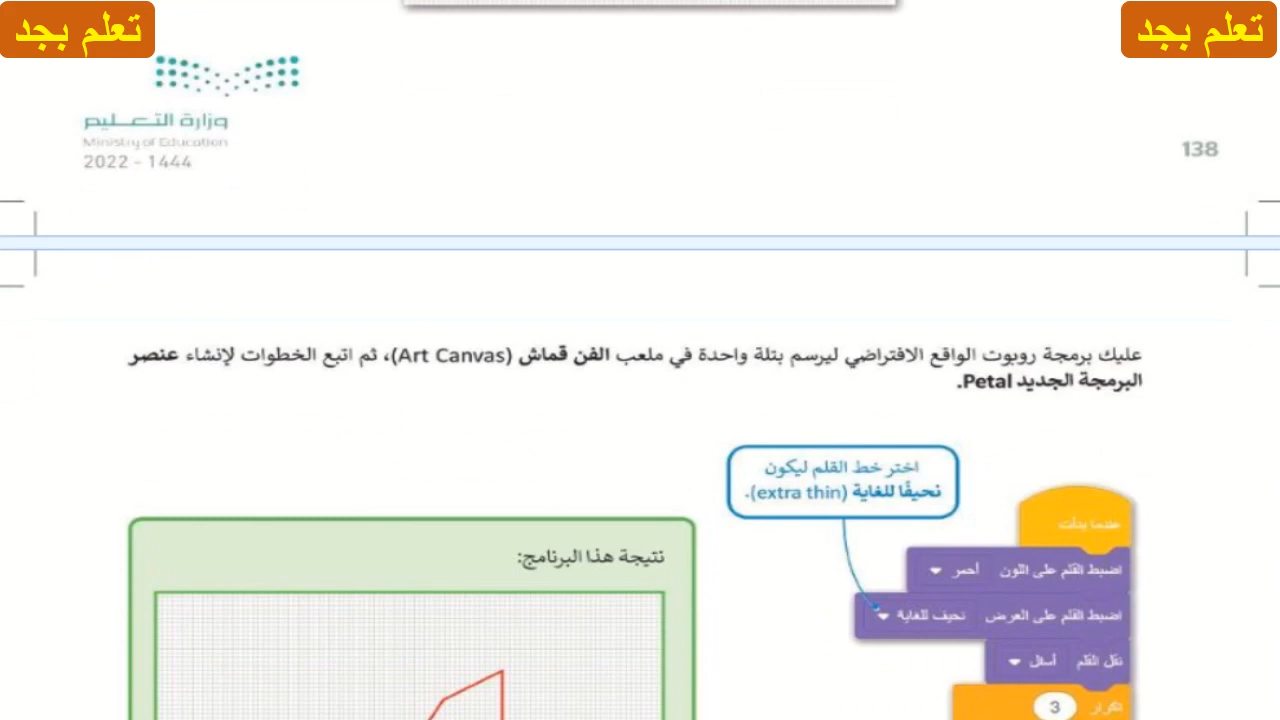 تعلم بجد
تعلم بجد
وزارة التعليم
Ministry of Education
2022 - 1444
138
عليك برمجة روبوت الواقع الافتراضي ليرسم بتلة واحدة في ملعب الفن قماش (Art Canvas)، ثم اتبع الخطوات لإنشاء عنصر
البرمجة الجديد Petal.
اختر خط القلم ليكون
نحيفًا للغاية (extra thin).
عندما بدأت
اضبط القلم على اللون أحمر
اضبط القلم على العرض نحيف للغاية
نقل القلم أسفل
تكرار 3
نتيجة هذا البرنامج: